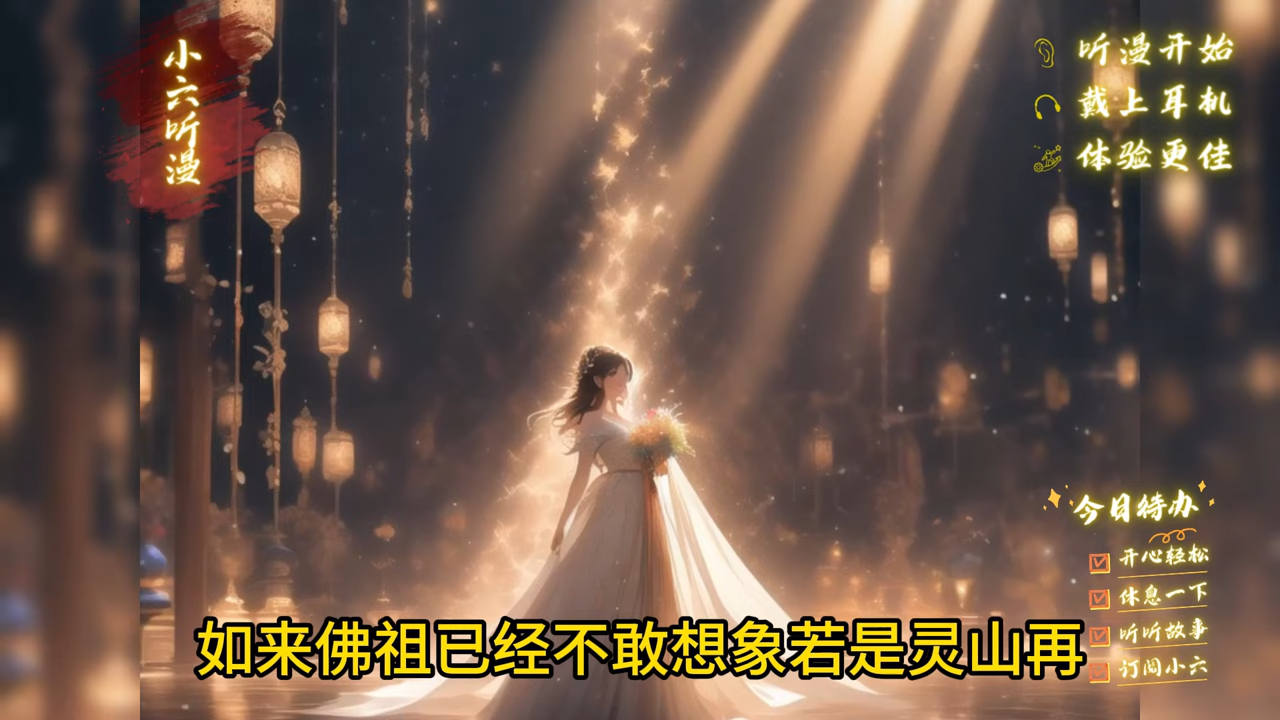 小六听漫
听漫开始
戴上耳机
体验更佳
今日待办
开心轻松
休息一下
听听故事
订阅小六
如来佛祖已经不敢想象若是灵山再